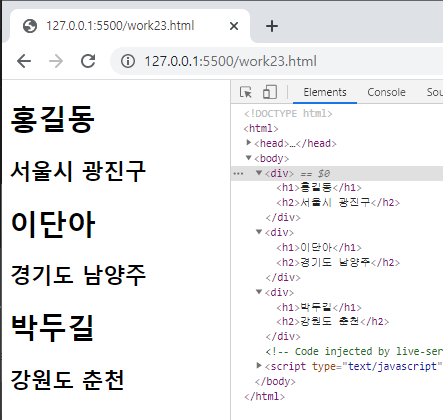 127.0.0.1:5500/work23.html
127.0.0.1:5500/work23.html
홍길동
서울시 광진구
이단아
경기도 남양주
박두길
강원도 춘천
Elements Console Sou
<!DOCTYPE html>
<html>
<head>…</head>
<body>
<div> == $0
<h1>홍길동</h1>
<h2>서울시 광진구</h2>
</div>
<div>
<h1>이단아</h1>
<h2>경기도 남양주</h2>
</div>
<div>
<h1>박두길</h1>
<h2>강원도 춘천</h2>
</div>
<!-- Code injected by live-ser
<script type="text/javascript"
</body>
</html>